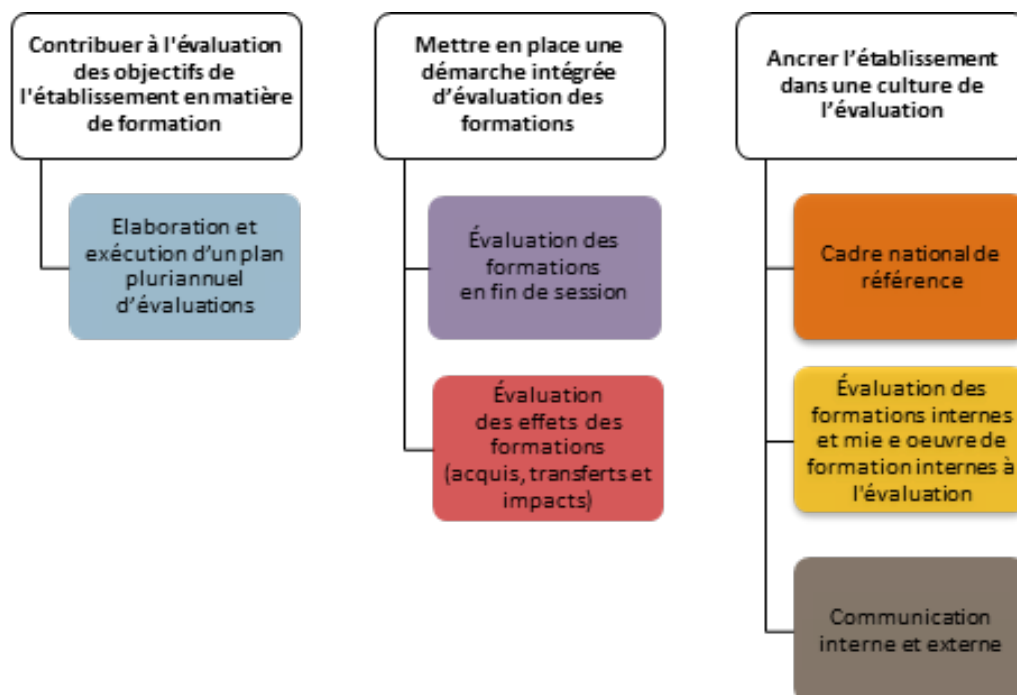 Contribuer à l'évaluation
des objectifs de
l'établissement en matière
de formation
Elaboration et
exécution d'un plan
pluriannuel
d'évaluations
Mettre en place une
démarche intégrée
d'évaluation des
formations
Évaluation des
formations
en fin de session
Évaluation
des effets des
formations
(acquis, transferts et
impacts)
Ancrer l'établissement
dans une culture de
l'évaluation
Cadre national de
référence
Évaluation des
formations internes
et mie e oeuvre de
formation internes à
l'évaluation
Communication
interne et externe